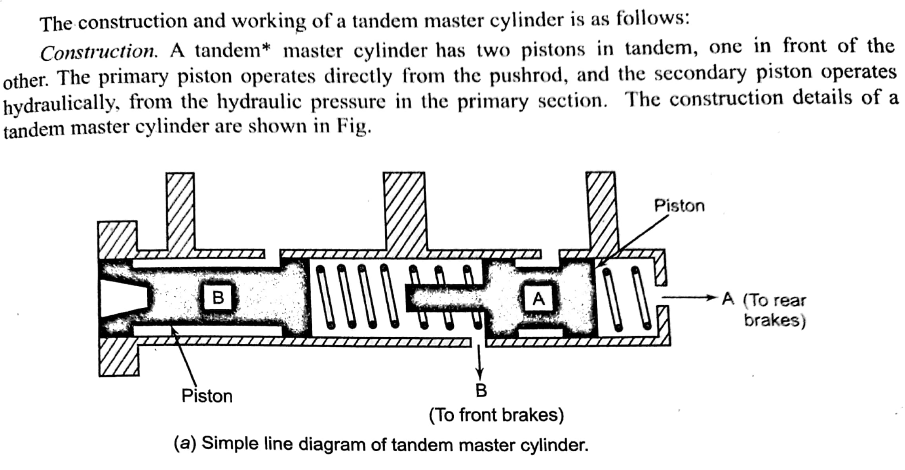 The construction and working of a tandem master cylinder is as follows:
Construction. A tandem* master cylinder has two pistons in tandem, one in front of the
other. The primary piston operates directly from the pushrod, and the secondary piston operates
hydraulically, from the hydraulic pressure in the primary section. The construction details of a
tandem master cylinder are shown in Fig.
Piston
B
A
A (To rear
brakes)
Piston
B
(To front brakes)
(a) Simple line diagram of tandem master cylinder.